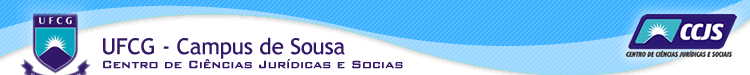 UFCG
UFCG - Campus de Sousa
Centro de Ciências Jurídicas e Socias
CCJS
CENTRO DE CIÊNCIAS JURÍDICAS E SOCIAIS